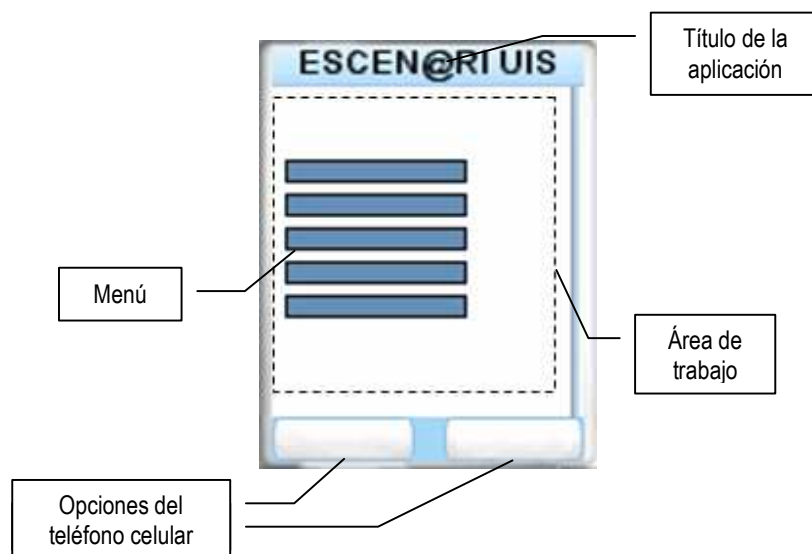 ESCEN@RI UIS
Título de la
aplicación
Menú
Área de
trabajo
Opciones del
teléfono celular